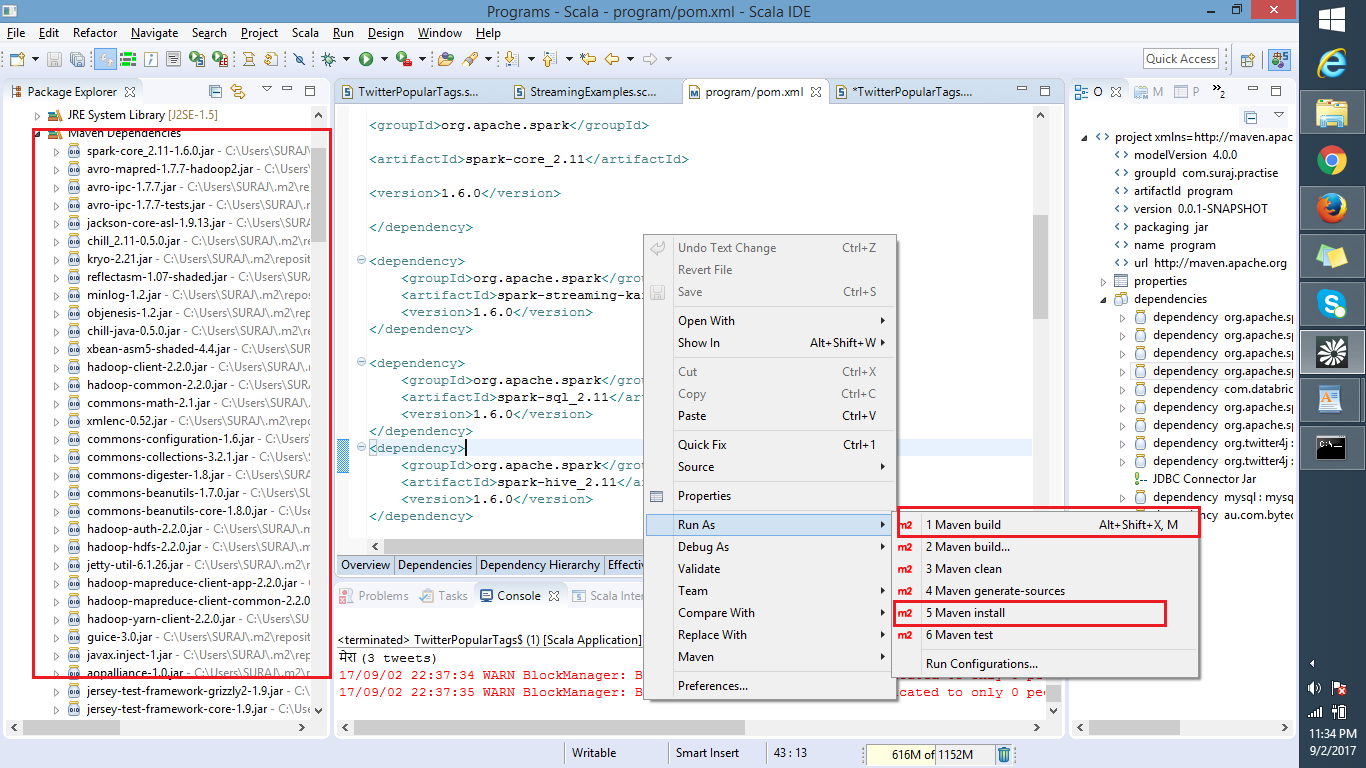 Programs - Scala - program/pom.xml - Scala IDE
File Edit Refactor Navigate Search Project Scala Run Design Window Help
Quick Access
Package Explorer
JRE System Library [J2SE-1.5]
Maven Dependencies
spark-core_2.11-1.6.0.jar - C:\Users\SURAJ\
avro-mapred-1.7.7-hadoop2.jar - C:\Users
avro-ipc-1.7.7.jar - C:\Users\SURAJ\.m2\rep
avro-ipc-1.7.7-tests.jar - C:\Users\SURAJ\.
jackson-core-asl-1.9.13.jar - C:\Users\SUR
chill_2.11-0.5.0.jar - C:\Users\SURAJ\.m2\r
kryo-2.21.jar - C:\Users\SURAJ\.m2\reposit
reflectasm-1.07-shaded.jar - C:\Users\SUR
minlog-1.2.jar - C:\Users\SURAJ\.m2\repos
objenesis-1.2.jar - C:\Users\SURAJ\.m2\rep
chill-java-0.5.0.jar - C:\Users\SURAJ\.m2\r
xbean-asm5-shaded-4.4.jar - C:\Users\SUR
hadoop-client-2.2.0.jar - C:\Users\SURAJ\.
hadoop-common-2.2.0.jar - C:\Users\SURA
commons-math-2.1.jar - C:\Users\SURAJ\.
xmlenc-0.52.jar - C:\Users\SURAJ\.m2\repo
commons-configuration-1.6.jar - C:\Users
commons-collections-3.2.1.jar - C:\Users\
commons-digester-1.8.jar - C:\Users\SURA
commons-beanutils-1.7.0.jar - C:\Users\SU
commons-beanutils-core-1.8.0.jar - C:\Use
hadoop-auth-2.2.0.jar - C:\Users\SURAJ\.r
hadoop-hdfs-2.2.0.jar - C:\Users\SURAJ\.m
jetty-util-6.1.26.jar - C:\Users\SURAJ\.m2\r
hadoop-mapreduce-client-app-2.2.0.jar -
hadoop-mapreduce-client-common-2.2.0
hadoop-yarn-client-2.2.0.jar - C:\Users\SU
guice-3.0.jar - C:\Users\SURAJ\.m2\reposit
javax.inject-1.jar - C:\Users\SURAJ\.m2\rep
aopalliance-1.0.jar - C:\Users\SURAJ\.m2\r
jersey-test-framework-grizzly2-1.9.jar - C:
jersey-test-framework-core-1.9.jar - C:\Use
TwitterPopularTags.s...
StreamingExamples.sc...
program/pom.xml
*TwitterPopularTags....
<groupId>org.apache.spark</groupId>
<artifactId>spark-core_2.11</artifactId>
<version>1.6.0</version>
</dependency>
<dependency>
<groupId>org.apache.spark</grou
<artifactId>spark-streaming-ka
<version>1.6.0</version>
</dependency>
<dependency>
<groupId>org.apache.spark</grou
<artifactId>spark-sql_2.11</art
<version>1.6.0</version>
</dependency>
<dependency>
<groupId>org.apache.spark</grou
<artifactId>spark-hive_2.11</a
<version>1.6.0</version>
</dependency>
Overview Dependencies Dependency Hierarchy Effectiv
Problems Tasks Console Scala Inter
<terminated> TwitterPopularTags$ (1) [Scala Application]
मेरा (3 tweets)
17/09/02 22:37:34 WARN BlockManager: B
17/09/02 22:37:35 WARN BlockManager: B
icated to only 0 pee
Undo Text Change Ctrl+Z
Revert File
Save Ctrl+S
Open With
Show In Alt+Shift+W
Cut Ctrl+X
Copy Ctrl+C
Paste Ctrl+V
Quick Fix Ctrl+1
Source
Properties
Run As
Debug As
Validate
Team
Compare With
Replace With
Maven
Preferences...
m2 1 Maven build Alt+Shift+X, M
m2 2 Maven build...
m2 3 Maven clean
m2 4 Maven generate-sources
m2 5 Maven install
m2 6 Maven test
Run Configurations...
O M P
project xmlns=http://maven.apac
modelVersion 4.0.0
groupId com.suraj.practise
artifactId program
version 0.0.1-SNAPSHOT
packaging jar
name program
url http://maven.apache.org
properties
dependencies
dependency org.apache.s
dependency org.apache.s
dependency org.apache.s
dependency org.apache.s
dependency com.databric
dependency org.apache.s
dependency org.apache.s
dependency org.twitter4j :
dependency org.twitter4j :
JDBC Connector Jar
dependency mysql : mysq
dependency au.com.bytec
Writable Smart Insert 43 : 13 616M of 1152M
11:34 PM
9/2/2017